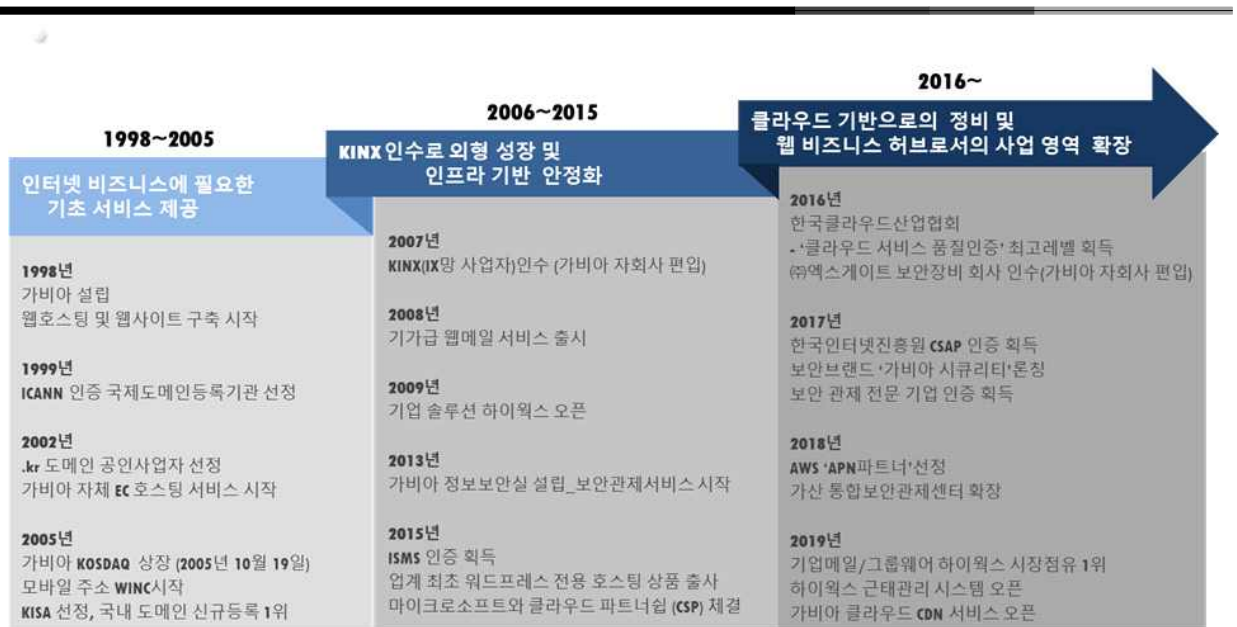 1998~2005
인터넷 비즈니스에 필요한
기초 서비스 제공
1998년
가비아 설립
웹호스팅 및 웹사이트 구축 시작
1999년
ICANN 인증 국제도메인등록기관 선정
2002년
.kr 도메인 공인사업자 선정
가비아 자체 EC 호스팅 서비스 시작
2005년
가비아 KOSDAQ 상장 (2005년 10월 19일)
모바일 주소 WINC시작
KISA 선정, 국내 도메인 신규등록 1위
2006~2015
KINX 인수로 외형 성장 및
인프라 기반 안정화
2007년
KINX(IX망 사업자)인수 (가비아 자회사 편입)
2008년
기가급 웹메일 서비스 출시
2009년
기업 솔루션 하이웍스 오픈
2013년
가비아 정보보안실 설립_보안관제서비스 시작
2015년
ISMS 인증 획득
업계 최초 워드프레스 전용 호스팅 상품 출사
마이크로소프트와 클라우드 파트너쉽 (CSP) 체결
2016~
클라우드 기반으로의 정비 및
웹 비즈니스 허브로서의 사업 영역 확장
2016년
한국클라우드산업협회
- ‘클라우드 서비스 품질인증’ 최고레벨 획득
㈜엑스게이트 보안장비 회사 인수(가비아 자회사 편입)
2017년
한국인터넷진흥원 CSAP 인증 획득
보안브랜드 ‘가비아 시큐리티’론칭
보안 관제 전문 기업 인증 획득
2018년
AWS ‘APN파트너’선정
가산 통합보안관제센터 확장
2019년
기업메일/그룹웨어 하이웍스 시장점유 1위
하이웍스 근태관리 시스템 오픈
가비아 클라우드 CDN 서비스 오픈